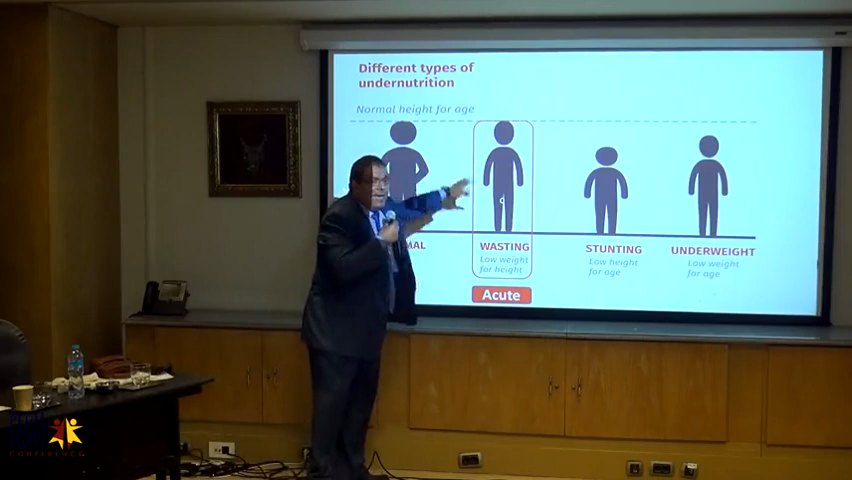 Different types of
undernutrition
Normal height for age
MAL
WASTING
Low weight
for height
STUNTING
Low height
for age
UNDERWEIGHT
Low weight
for age
Acute
CONFERENCE